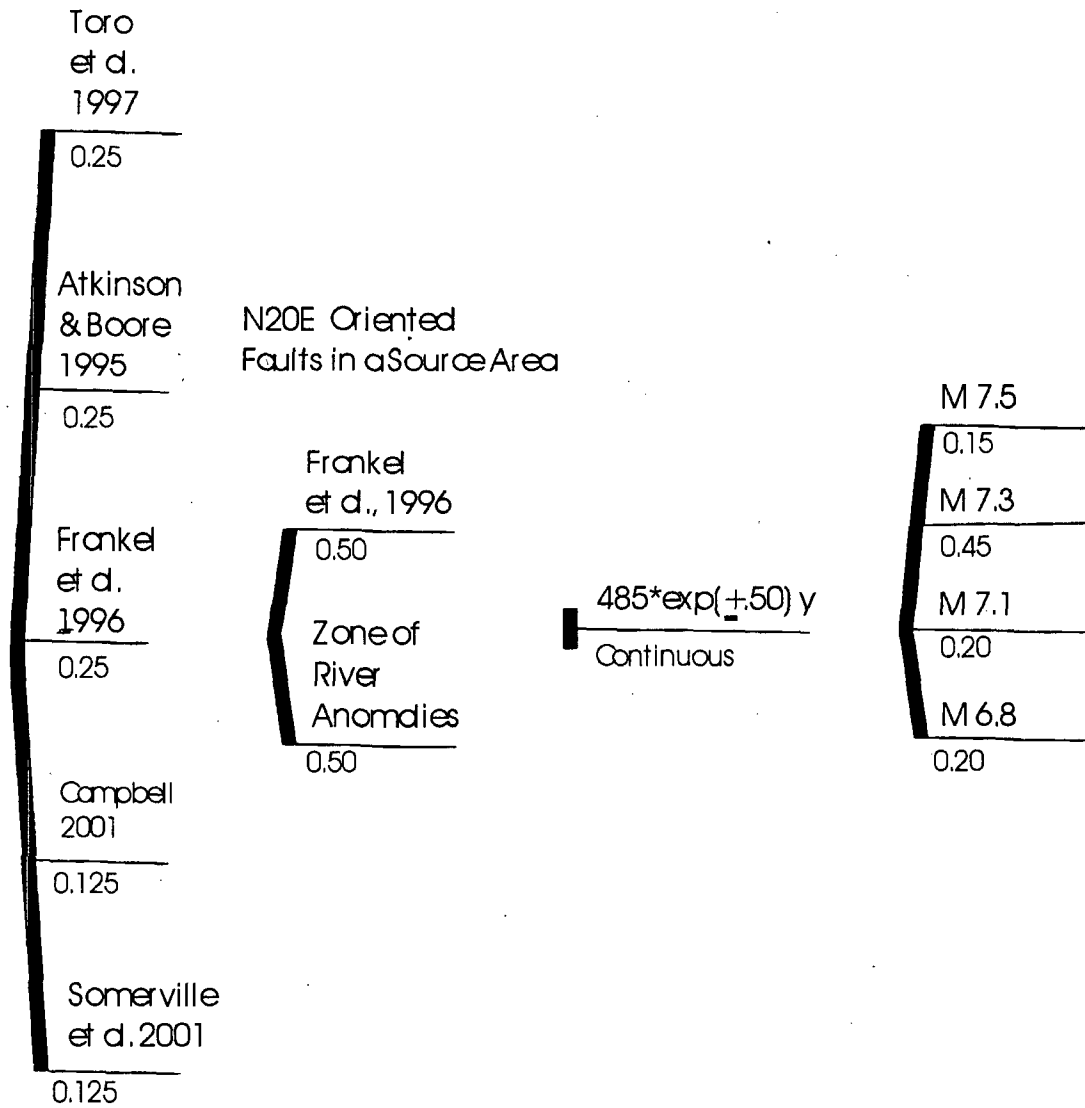 Toro
et al.
1997
0.25
Atkinson
& Boore
1995
0.25
Frankel
et al.
1996
0.25
Campbell
2001
0.125
Somerville
et al. 2001
0.125
N20E Oriented
Faults in a Source Area
Frankel
et al., 1996
0.50
Zone of
River
Anomalies
0.50
485*exp(±.50) y
Continuous
M 7.5
0.15
M 7.3
0.45
M 7.1
0.20
M 6.8
0.20